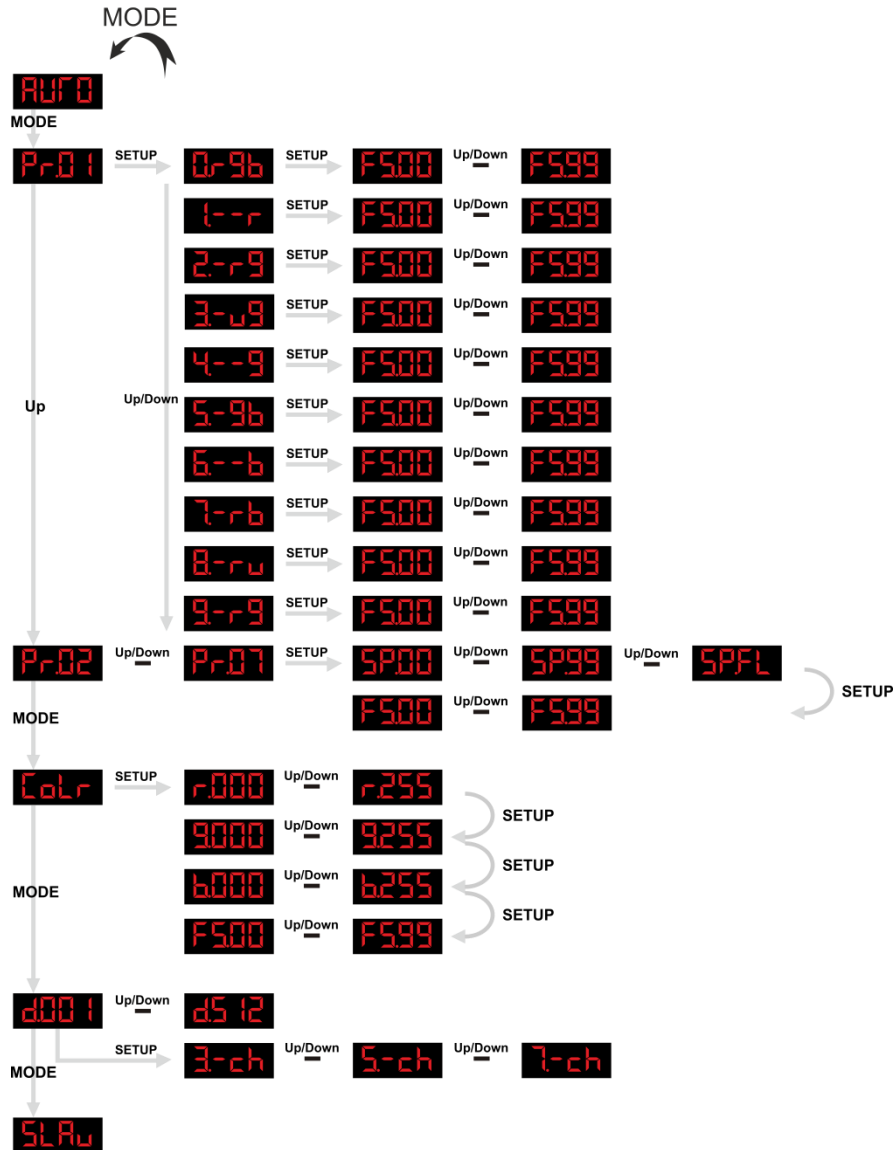 MODE
AUTO
MODE
Pr.01 SETUP 0.rgb SETUP FS.00 Up/Down FS.99
1.--r SETUP FS.00 Up/Down FS.99
2.-rg SETUP FS.00 Up/Down FS.99
3.-ug SETUP FS.00 Up/Down FS.99
4.--g SETUP FS.00 Up/Down FS.99
Up Up/Down 5.-gb SETUP FS.00 Up/Down FS.99
6.--b SETUP FS.00 Up/Down FS.99
7.-rb SETUP FS.00 Up/Down FS.99
8.-ru SETUP FS.00 Up/Down FS.99
9.-rg SETUP FS.00 Up/Down FS.99
Pr.02 Up/Down Pr.07 SETUP SP.00 Up/Down SP.99 Up/Down SP.FL
SETUP
MODE FS.00 Up/Down FS.99
CoLr SETUP r.000 Up/Down r.255
SETUP
g.000 Up/Down g.255
SETUP
MODE b.000 Up/Down b.255
SETUP
FS.00 Up/Down FS.99
d.001 Up/Down d.512
SETUP 3.-ch Up/Down 5.-ch Up/Down 7.-ch
MODE
SLAv